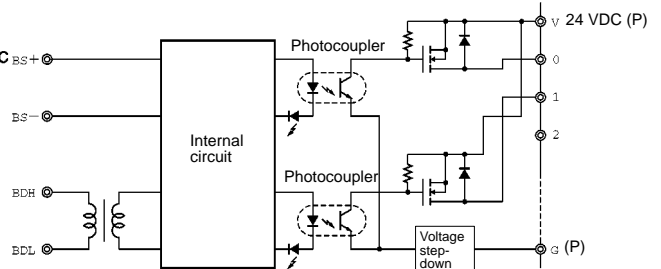 V 24 VDC (P)
Photocoupler
C BS+
0
1
BS−
2
Internal
circuit
Photocoupler
BDH
Voltage
step-
down
BDL
G (P)